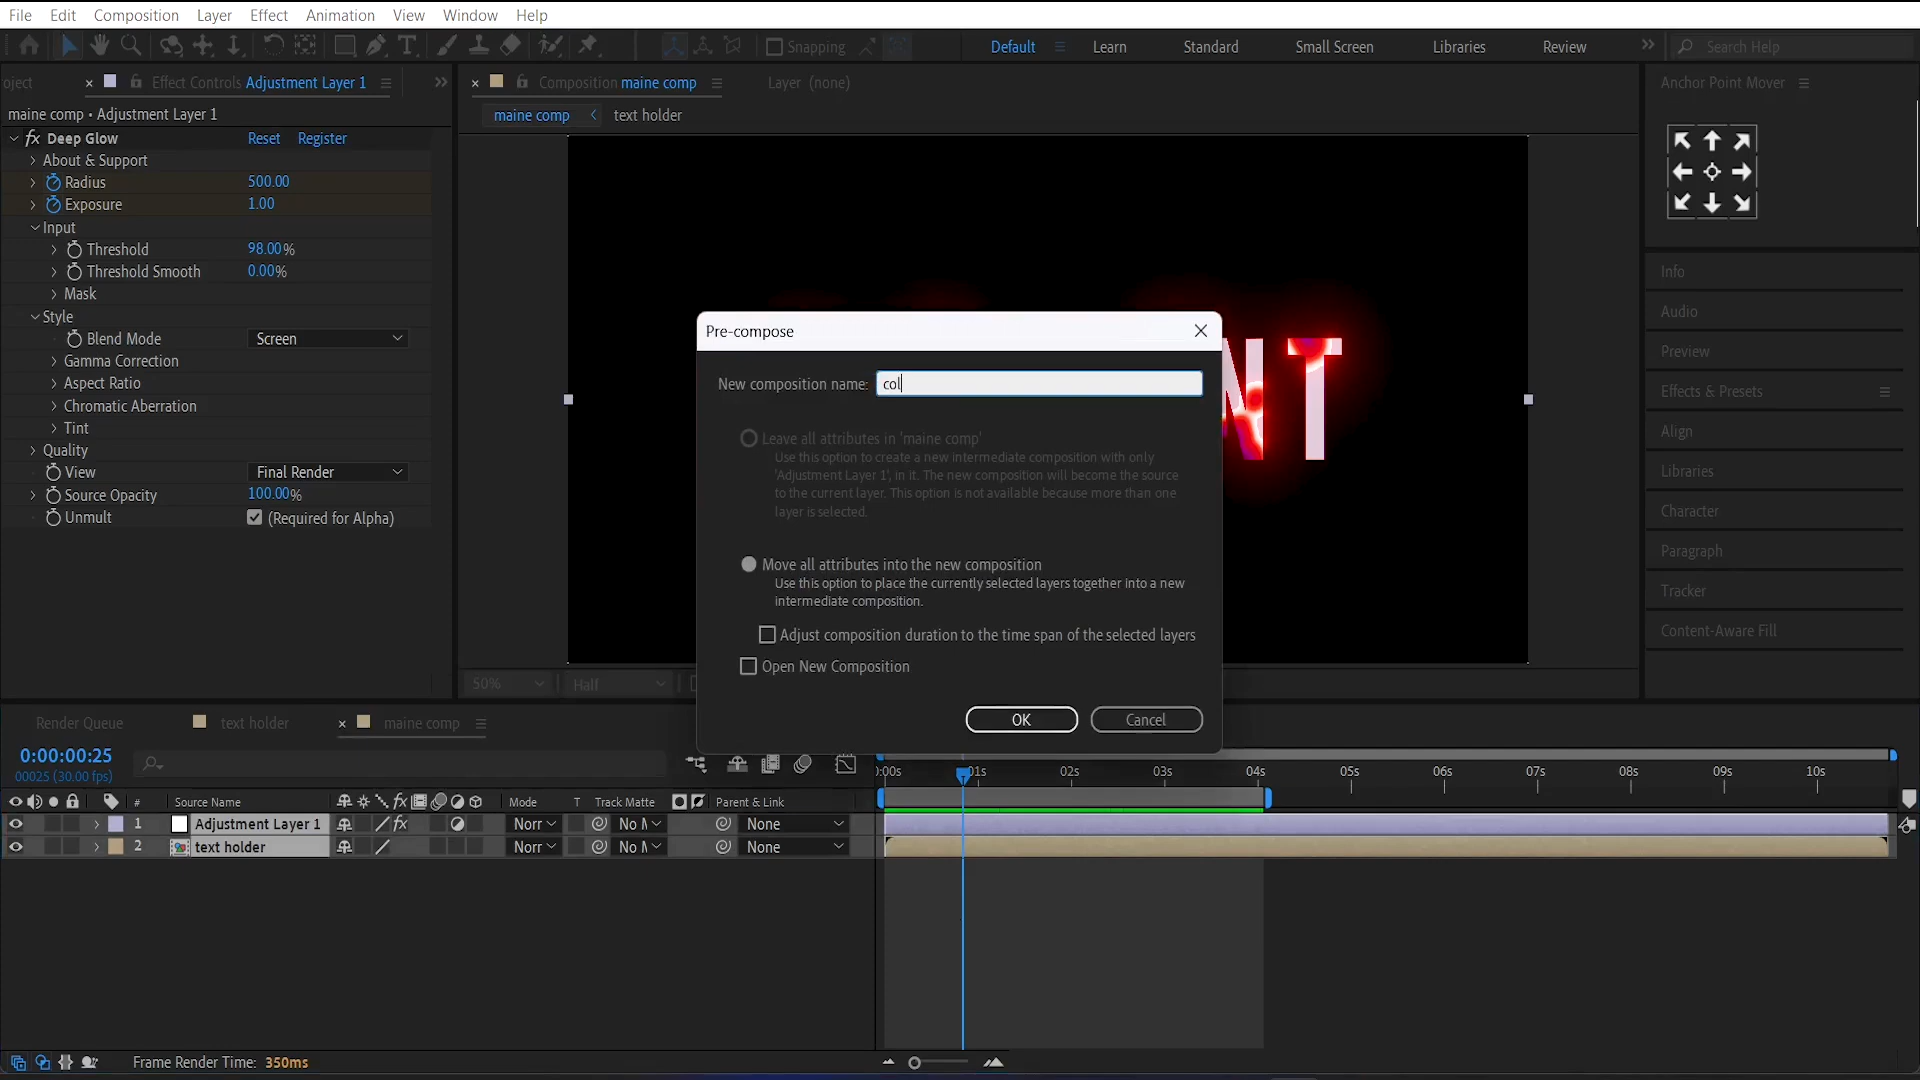 File Edit Composition Layer Effect Animation View Window Help
Snapping Default Learn Standard Small Screen Libraries Review Search Help
oject Effect Controls Adjustment Layer 1 Composition maine comp Layer (none) Anchor Point Mover
maine comp • Adjustment Layer 1 maine comp text holder
fx Deep Glow Reset Register
About & Support
Radius 500.00
Exposure 1.00
Input
Threshold 98.00%
Threshold Smooth 0.00%
Mask
Style
Blend Mode Screen
Gamma Correction
Aspect Ratio
Chromatic Aberration
Tint
Quality
View Final Render
Source Opacity 100.00%
Unmult (Required for Alpha)
NT
Pre-compose
New composition name: col
Leave all attributes in 'maine comp'
Use this option to create a new intermediate composition with only
'Adjustment Layer 1', in it. The new composition will become the source
to the current layer. This option is not available because more than one
layer is selected.
Move all attributes into the new composition
Use this option to place the currently selected layers together into a new
intermediate composition.
Adjust composition duration to the time span of the selected layers
Open New Composition
OK Cancel
50% Half
Info
Audio
Preview
Effects & Presets
Align
Libraries
Character
Paragraph
Tracker
Content-Aware Fill
Render Queue text holder maine comp
0:00:00:25
00025 (30.00 fps)
:00s 01s 02s 03s 04s 05s 06s 07s 08s 09s 10s
# Source Name fx Mode T Track Matte Parent & Link
1 Adjustment Layer 1 fx Norr No M None
2 text holder Norr No M None
Frame Render Time: 350ms